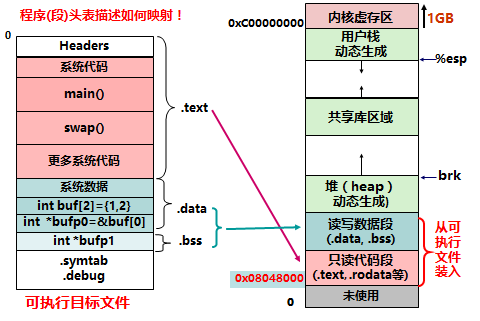 程序(段)头表描述如何映射！
0
Headers
系统代码
main()
swap()
更多系统代码
系统数据
int buf[2]={1,2}
int *bufp0=&buf[0]
int *bufp1
.symtab
.debug
可执行目标文件
.text
.data
.bss
0xC00000000
内核虚存区
1GB
用户栈
动态生成
%esp
共享库区域
brk
堆（heap）
动态生成)
读写数据段
(.data, .bss)
只读代码段
(.text, .rodata等)
0x08048000
未使用
0
从可
执行
文件
装入